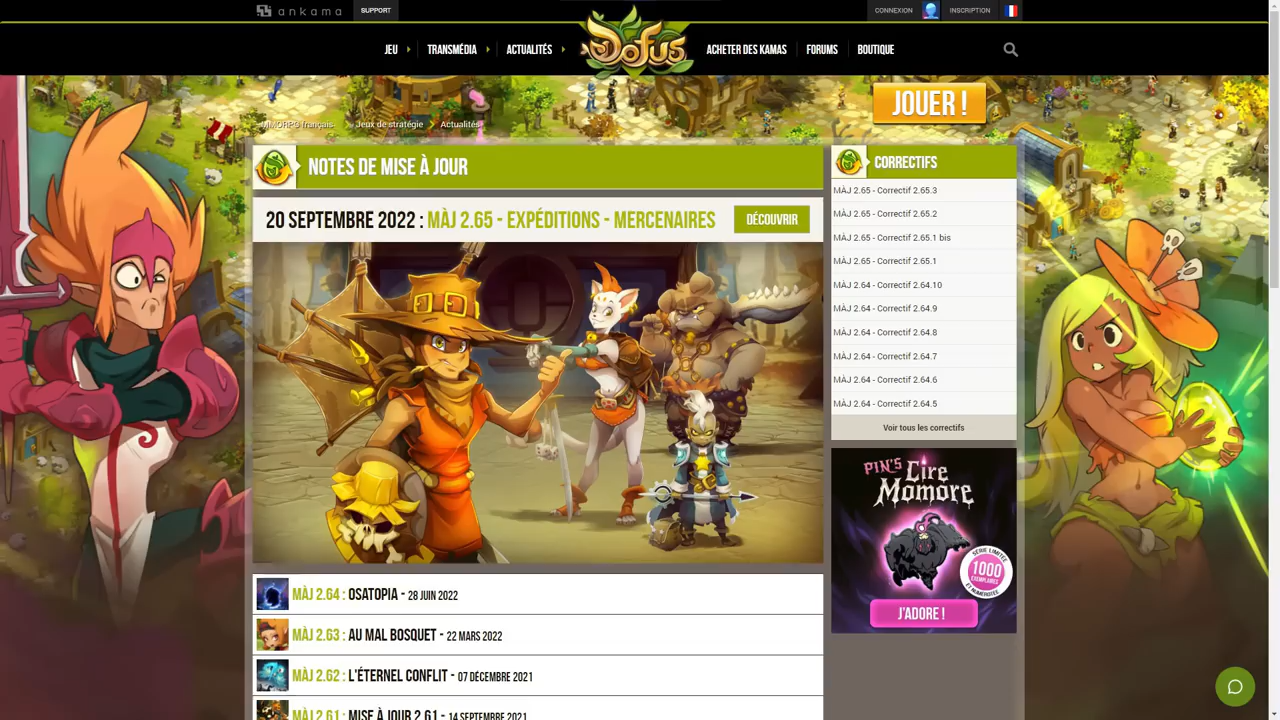 ankama
SUPPORT
CONNEXION
INSCRIPTION
JEU
TRANSMÉDIA
ACTUALITÉS
DOFUS
ACHETER DES KAMAS
FORUMS
BOUTIQUE
JOUER !
MMORPG français
Jeux de stratégie
Actualités
NOTES DE MISE À JOUR
20 SEPTEMBRE 2022 : MÀJ 2.65 - EXPÉDITIONS - MERCENAIRES
DÉCOUVRIR
MÀJ 2.64 : OSATOPIA - 28 JUIN 2022
MÀJ 2.63 : AU MAL BOSQUET - 22 MARS 2022
MÀJ 2.62 : L'ÉTERNEL CONFLIT - 07 DÉCEMBRE 2021
MÀJ 2.61 : MISE À JOUR 2.61 - 14 SEPTEMBRE 2021
CORRECTIFS
MÀJ 2.65 - Correctif 2.65.3
MÀJ 2.65 - Correctif 2.65.2
MÀJ 2.65 - Correctif 2.65.1 bis
MÀJ 2.65 - Correctif 2.65.1
MÀJ 2.64 - Correctif 2.64.10
MÀJ 2.64 - Correctif 2.64.9
MÀJ 2.64 - Correctif 2.64.8
MÀJ 2.64 - Correctif 2.64.7
MÀJ 2.64 - Correctif 2.64.6
MÀJ 2.64 - Correctif 2.64.5
Voir tous les correctifs
PIN'S
Cire
Momore
SÉRIE LIMITÉE
1000
EXEMPLAIRES
ET NUMÉROTÉE
J'ADORE !